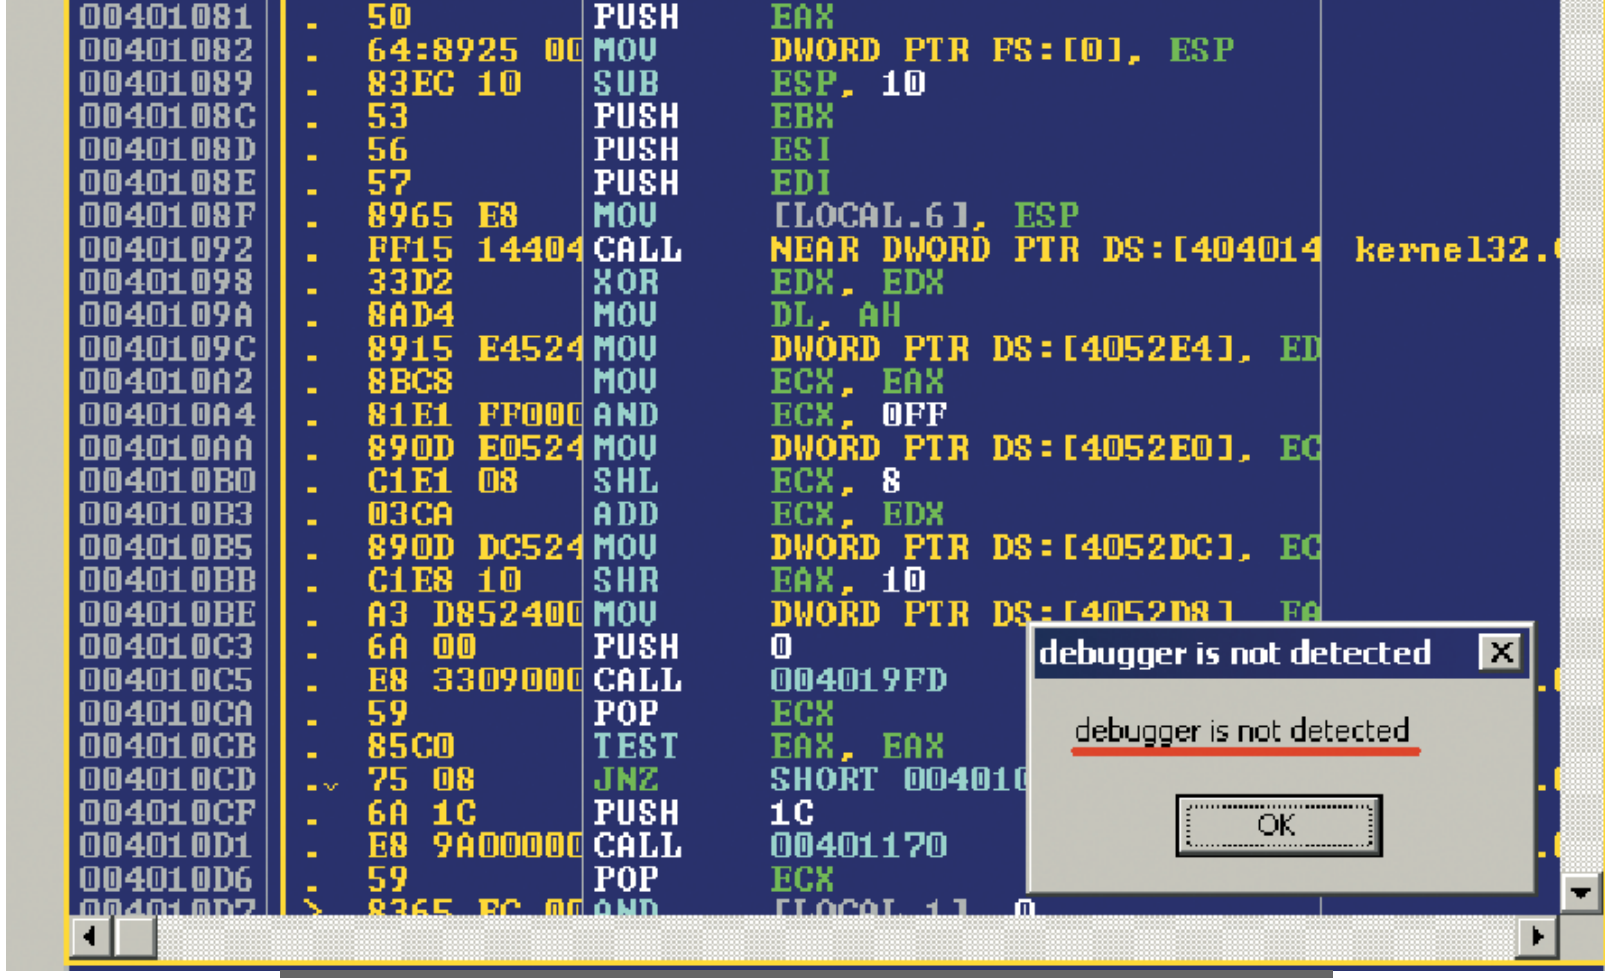 00401081 . 50 PUSH EAX
00401082 . 64:8925 00 MOV DWORD PTR FS:[0], ESP
00401089 . 83EC 10 SUB ESP, 10
0040108C . 53 PUSH EBX
0040108D . 56 PUSH ESI
0040108E . 57 PUSH EDI
0040108F . 8965 E8 MOV [LOCAL.6], ESP
00401092 . FF15 14404 CALL NEAR DWORD PTR DS:[404014 kernel32.
00401098 . 33D2 XOR EDX, EDX
0040109A . 8AD4 MOV DL, AH
0040109C . 8915 E4524 MOV DWORD PTR DS:[4052E4], ED
004010A2 . 8BC8 MOV ECX, EAX
004010A4 . 81E1 FF000 AND ECX, 0FF
004010AA . 890D E0524 MOV DWORD PTR DS:[4052E0], EC
004010B0 . C1E1 08 SHL ECX, 8
004010B3 . 03CA ADD ECX, EDX
004010B5 . 890D DC524 MOV DWORD PTR DS:[4052DC], EC
004010BB . C1E8 10 SHR EAX, 10
004010BE . A3 D852400 MOV DWORD PTR DS:[4052D8], EA
004010C3 . 6A 00 PUSH 0
004010C5 . E8 3309000 CALL 004019FD
004010CA . 59 POP ECX
004010CB . 85C0 TEST EAX, EAX
004010CD . 75 08 JNZ SHORT 004010
004010CF . 6A 1C PUSH 1C
004010D1 . E8 9A00000 CALL 00401170
004010D6 . 59 POP ECX
004010D7 > 8365 FC 00 AND [LOCAL.1], 0
debugger is not detected
debugger is not detected
OK